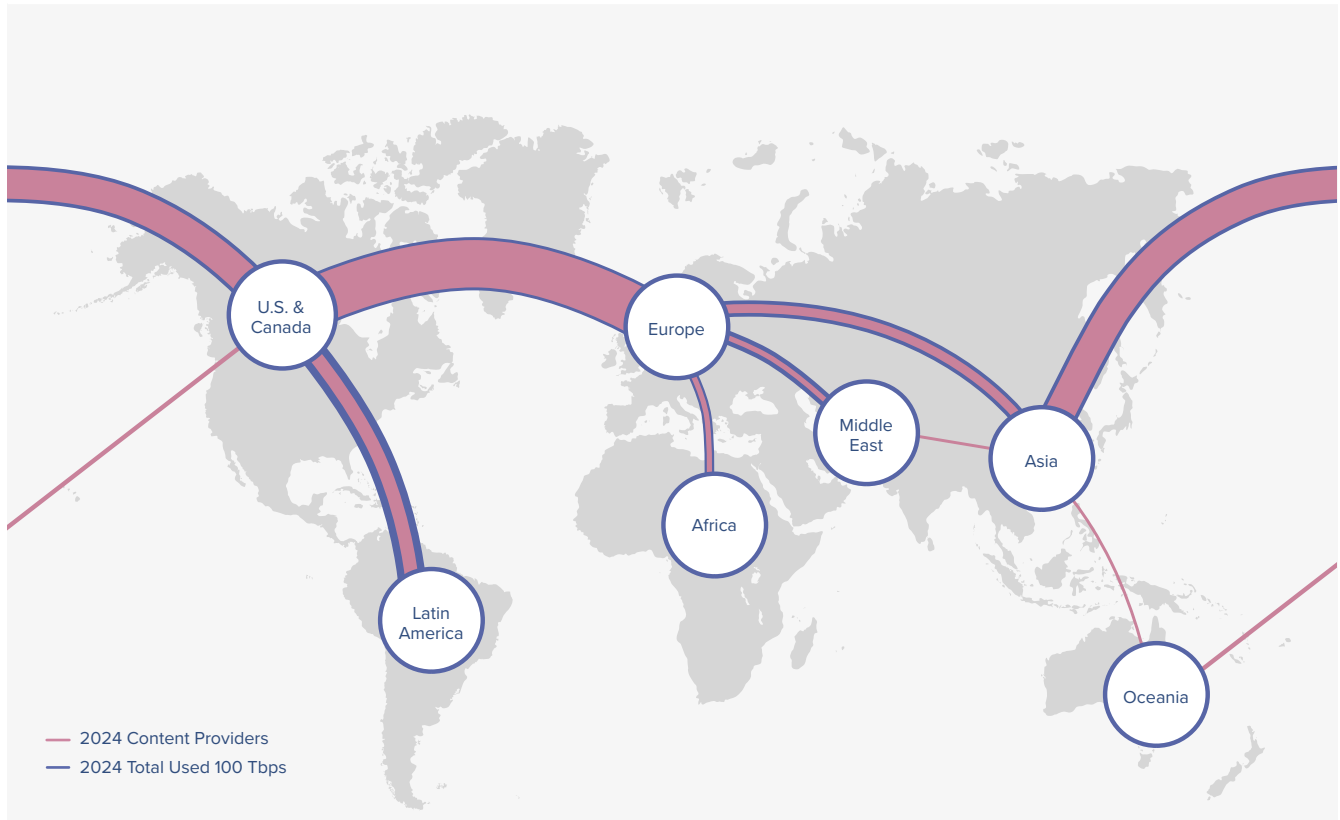 U.S. &
Canada
Europe
Middle
East
Asia
Africa
Latin
America
Oceania
2024 Content Providers
2024 Total Used 100 Tbps